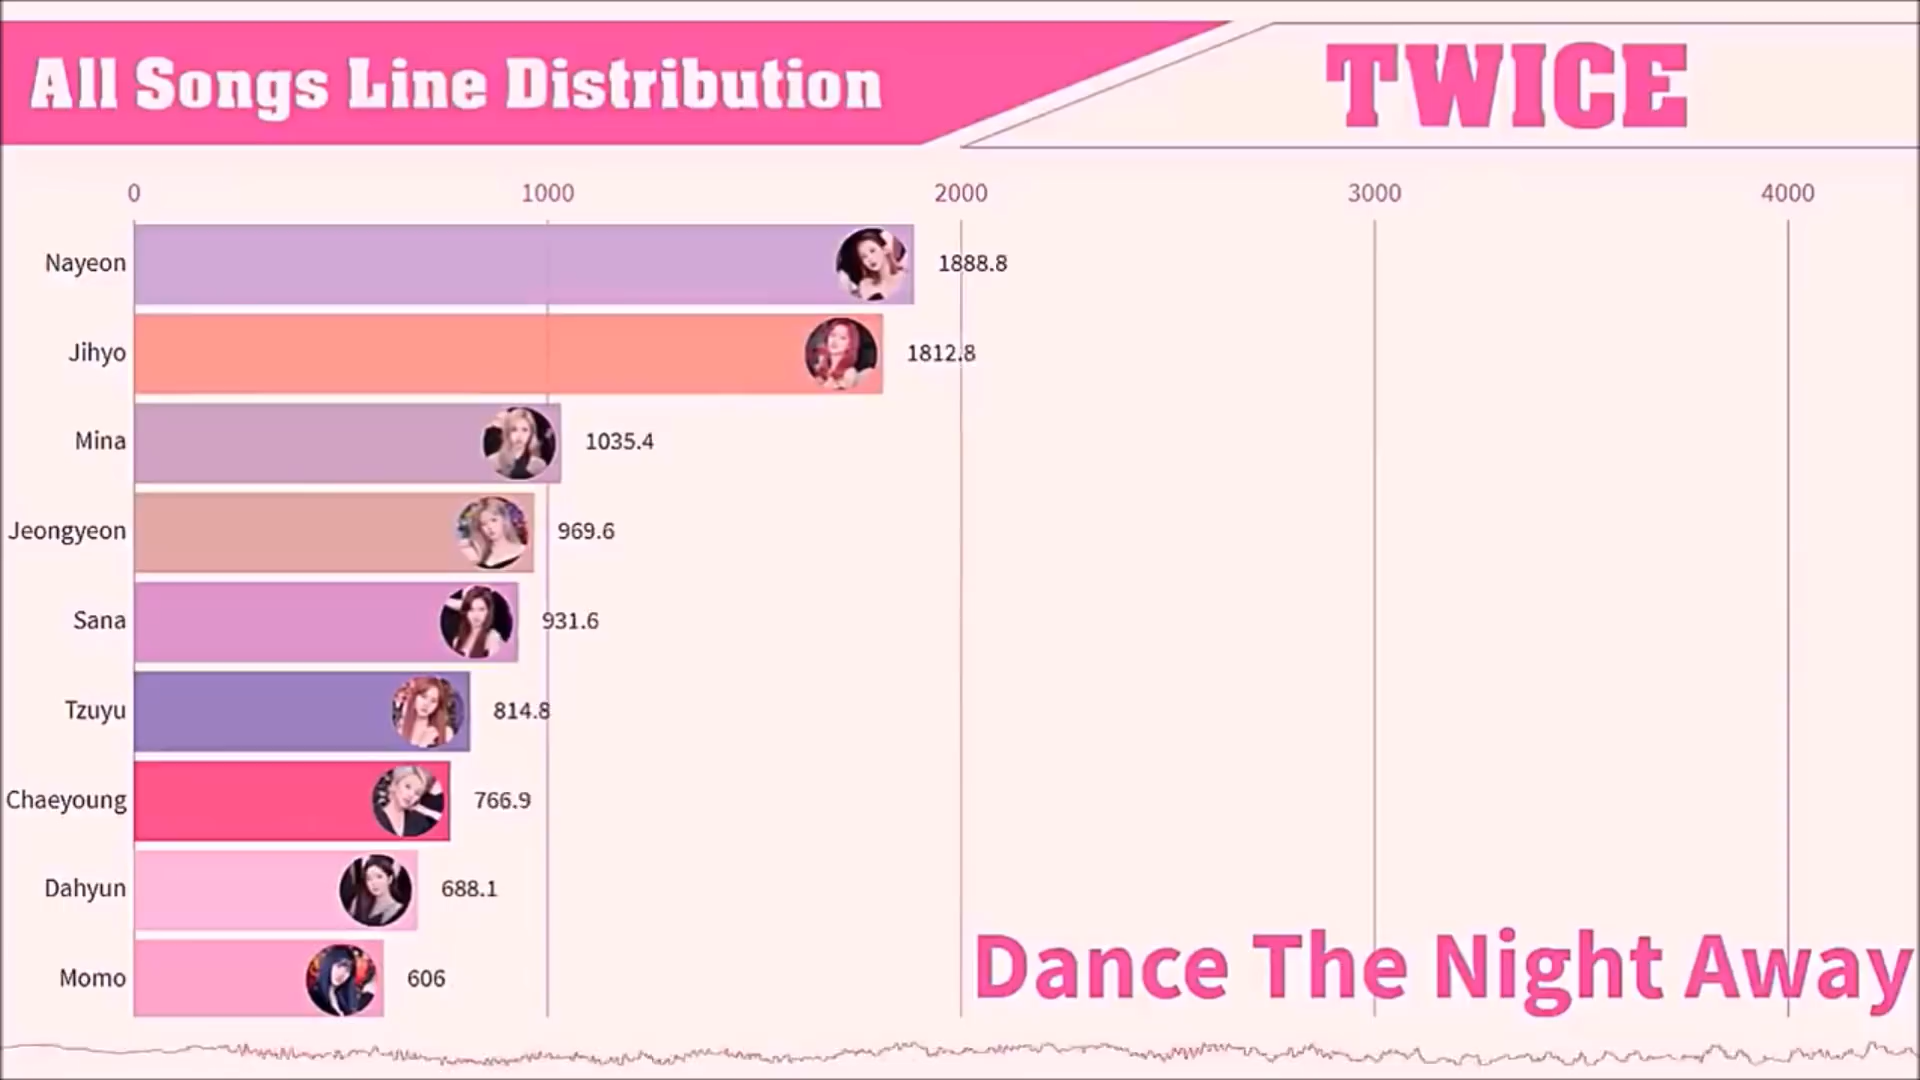 All Songs Line Distribution
TWICE
0 1000 2000 3000 4000
Nayeon 1888.8
Jihyo 1812.8
Mina 1035.4
Jeongyeon 969.6
Sana 931.6
Tzuyu 814.8
Chaeyoung 766.9
Dahyun 688.1
Momo 606
Dance The Night Away